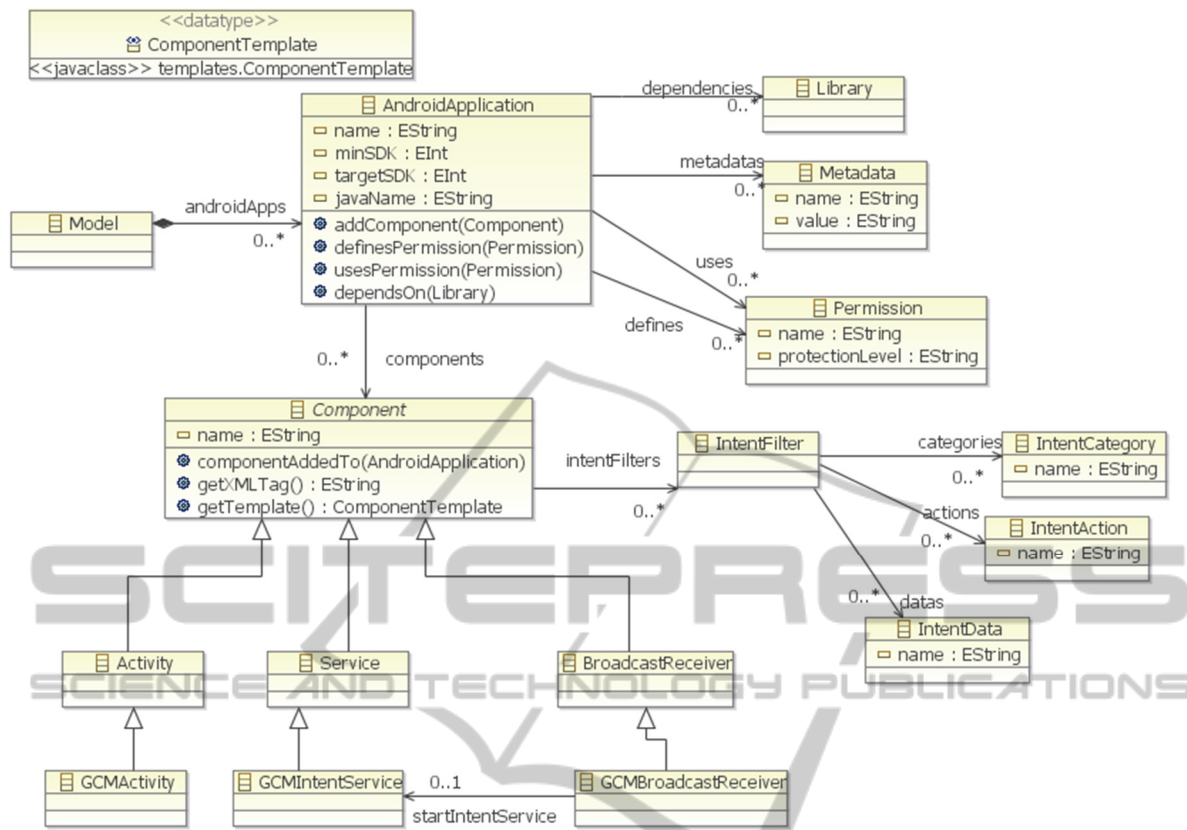 <<datatype>>
ComponentTemplate
<<javaclass>> templates.ComponentTemplate
AndroidApplication
name : EString
minSDK : EInt
targetSDK : EInt
javaName : EString
addComponent(Component)
definesPermission(Permission)
usesPermission(Permission)
dependsOn(Library)
dependencies
0..*
Library
metadatas
0..*
Metadata
name : EString
value : EString
Model
androidApps
0..*
uses
0..*
defines
0..*
Permission
name : EString
protectionLevel : EString
0..*
components
Component
name : EString
componentAddedTo(AndroidApplication)
getXMLTag() : EString
getTemplate() : ComponentTemplate
intentFilters
0..*
IntentFilter
categories
0..*
IntentCategory
name : EString
actions
0..*
IntentAction
name : EString
0..*
datas
IntentData
name : EString
SCITEPRESS
SCIENCE AND TECHNOLOGY PUBLICATIONS
Activity
Service
BroadcastReceiver
GCMActivity
GCMIntentService
0..1
startIntentService
GCMBroadcastReceiver